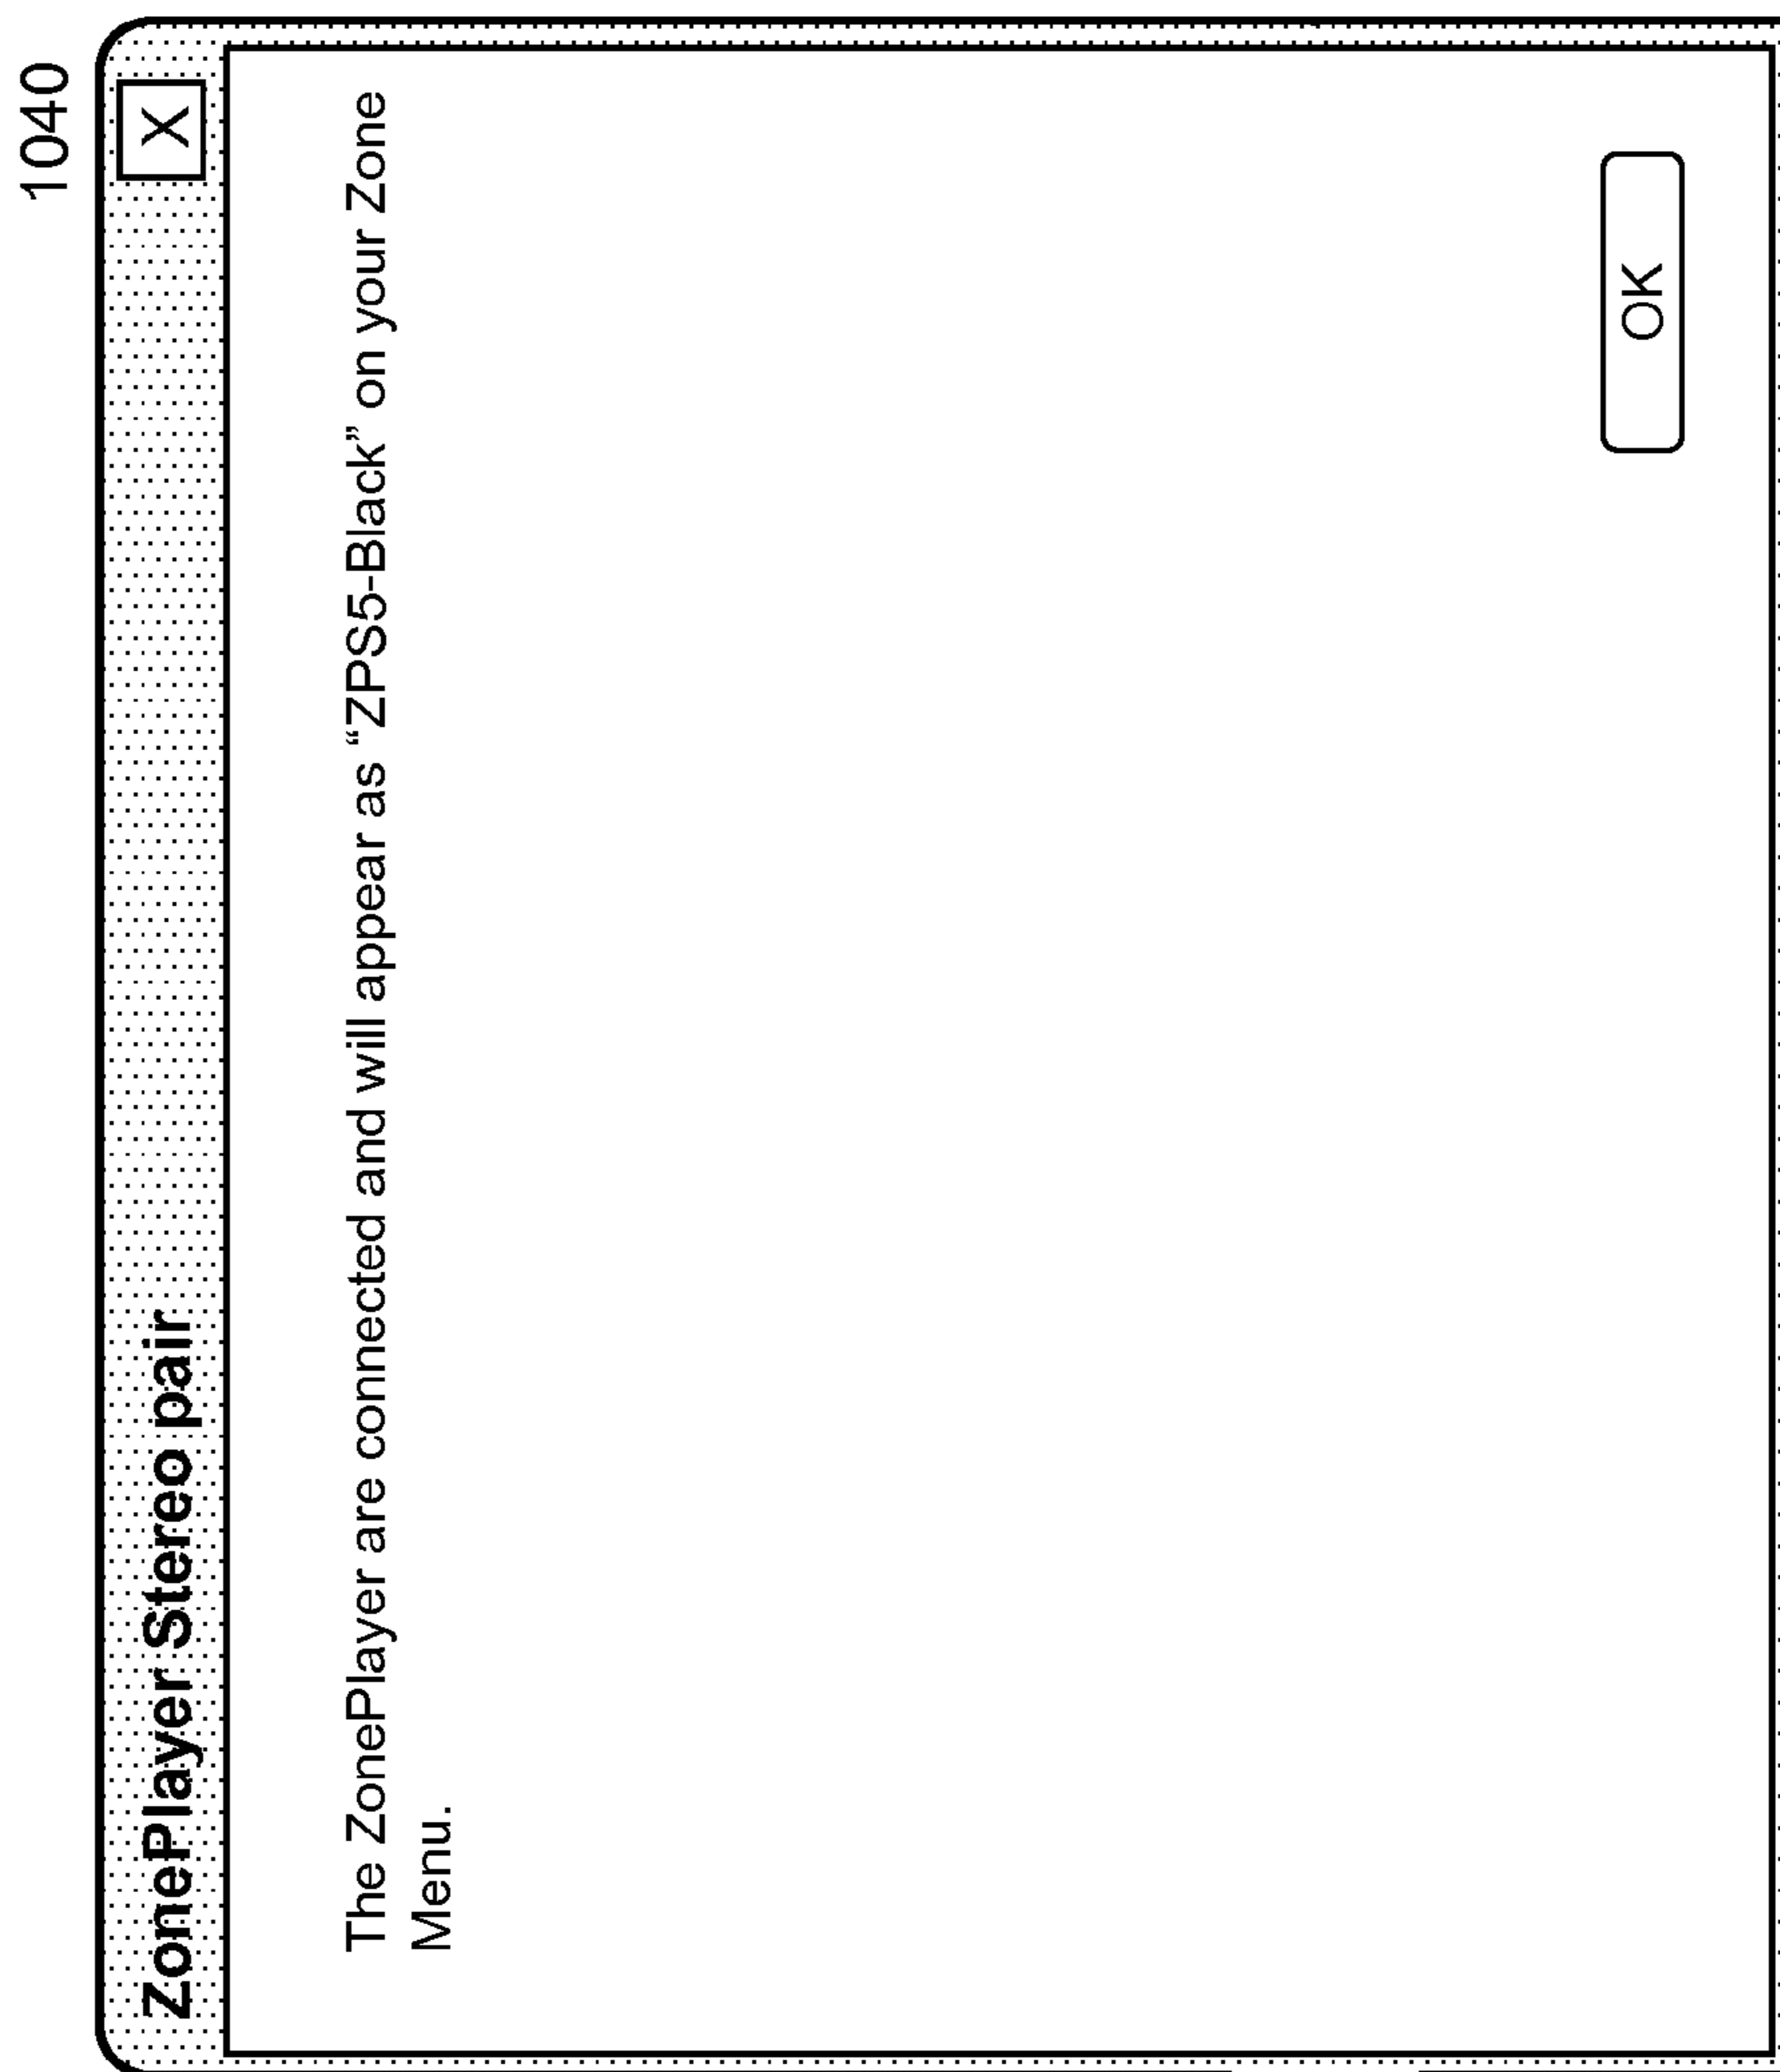 1040
ZonePlayer Stereo pair
X
The ZonePlayer are connected and will appear as “ZPS5-Black” on your Zone
Menu.
OK